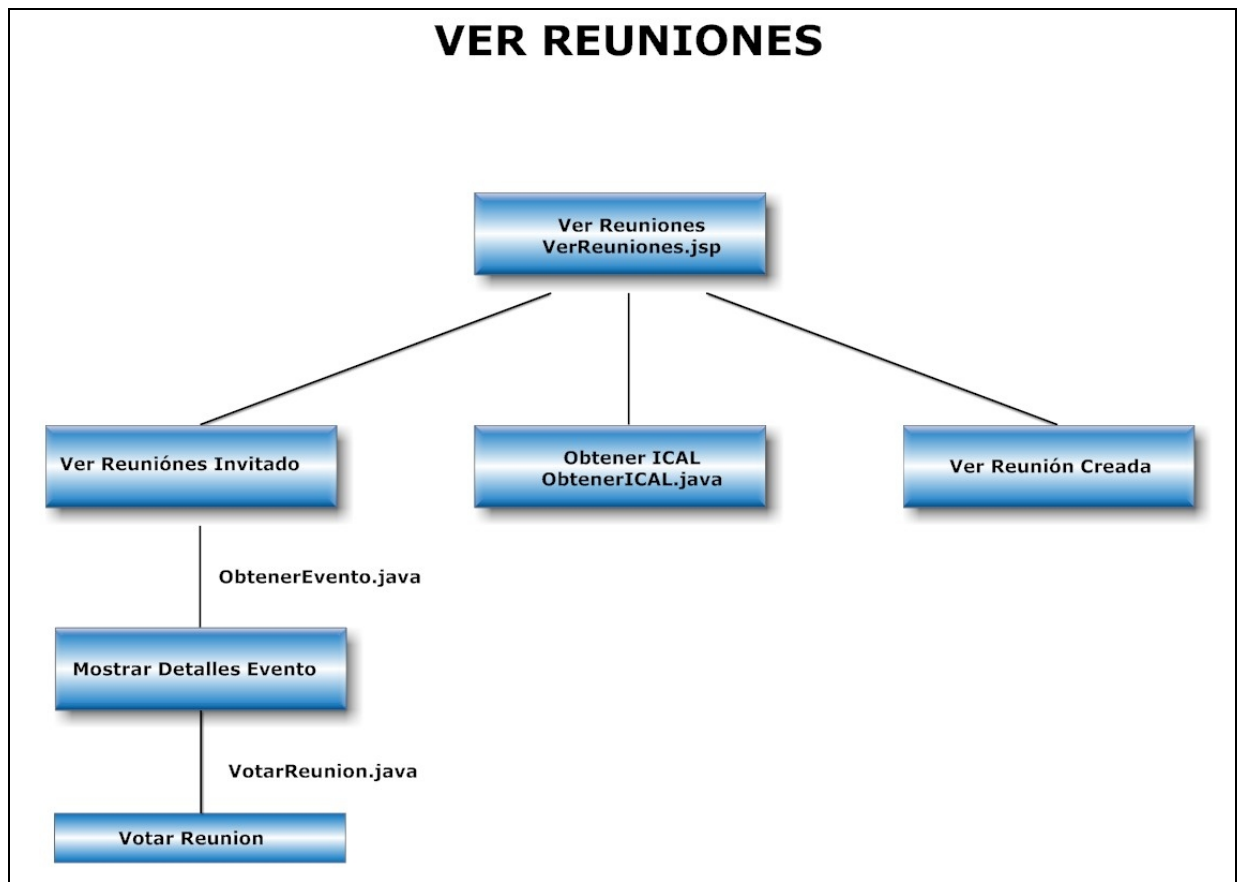 VER REUNIONES
Ver Reuniones
VerReuniones.jsp
Ver Reuniónes Invitado
Obtener ICAL
ObtenerICAL.java
Ver Reunión Creada
ObtenerEvento.java
Mostrar Detalles Evento
VotarReunion.java
Votar Reunion